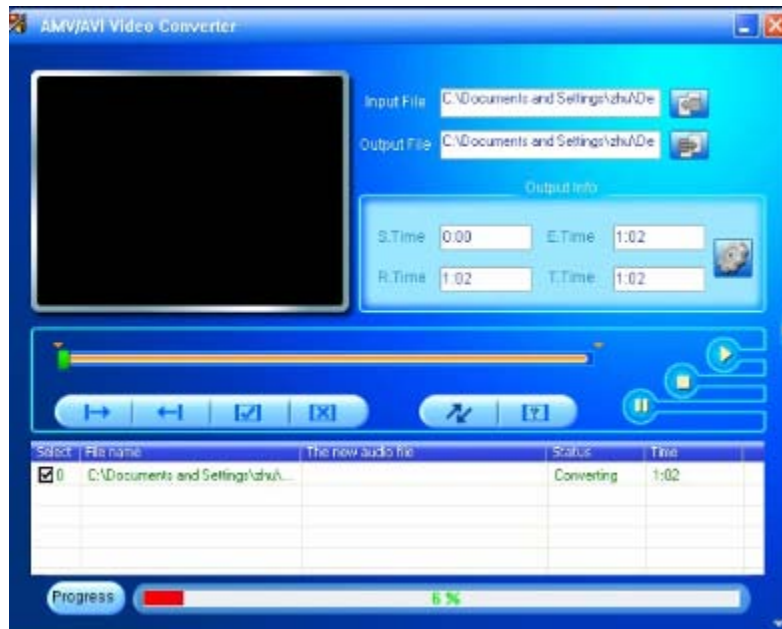 AMV/AVI Video Converter
Input File C:\Documents and Settings\zhu\De
Output File C:\Documents and Settings\zhu\De
Output Info
S.Time 0:00 E.Time 1:02
R.Time 1:02 T.Time 1:02
[?]
Select File name The new audio file Status Time
0 C:\Documents and Settings\zhu\... Converting 1:02
Progress 6 %